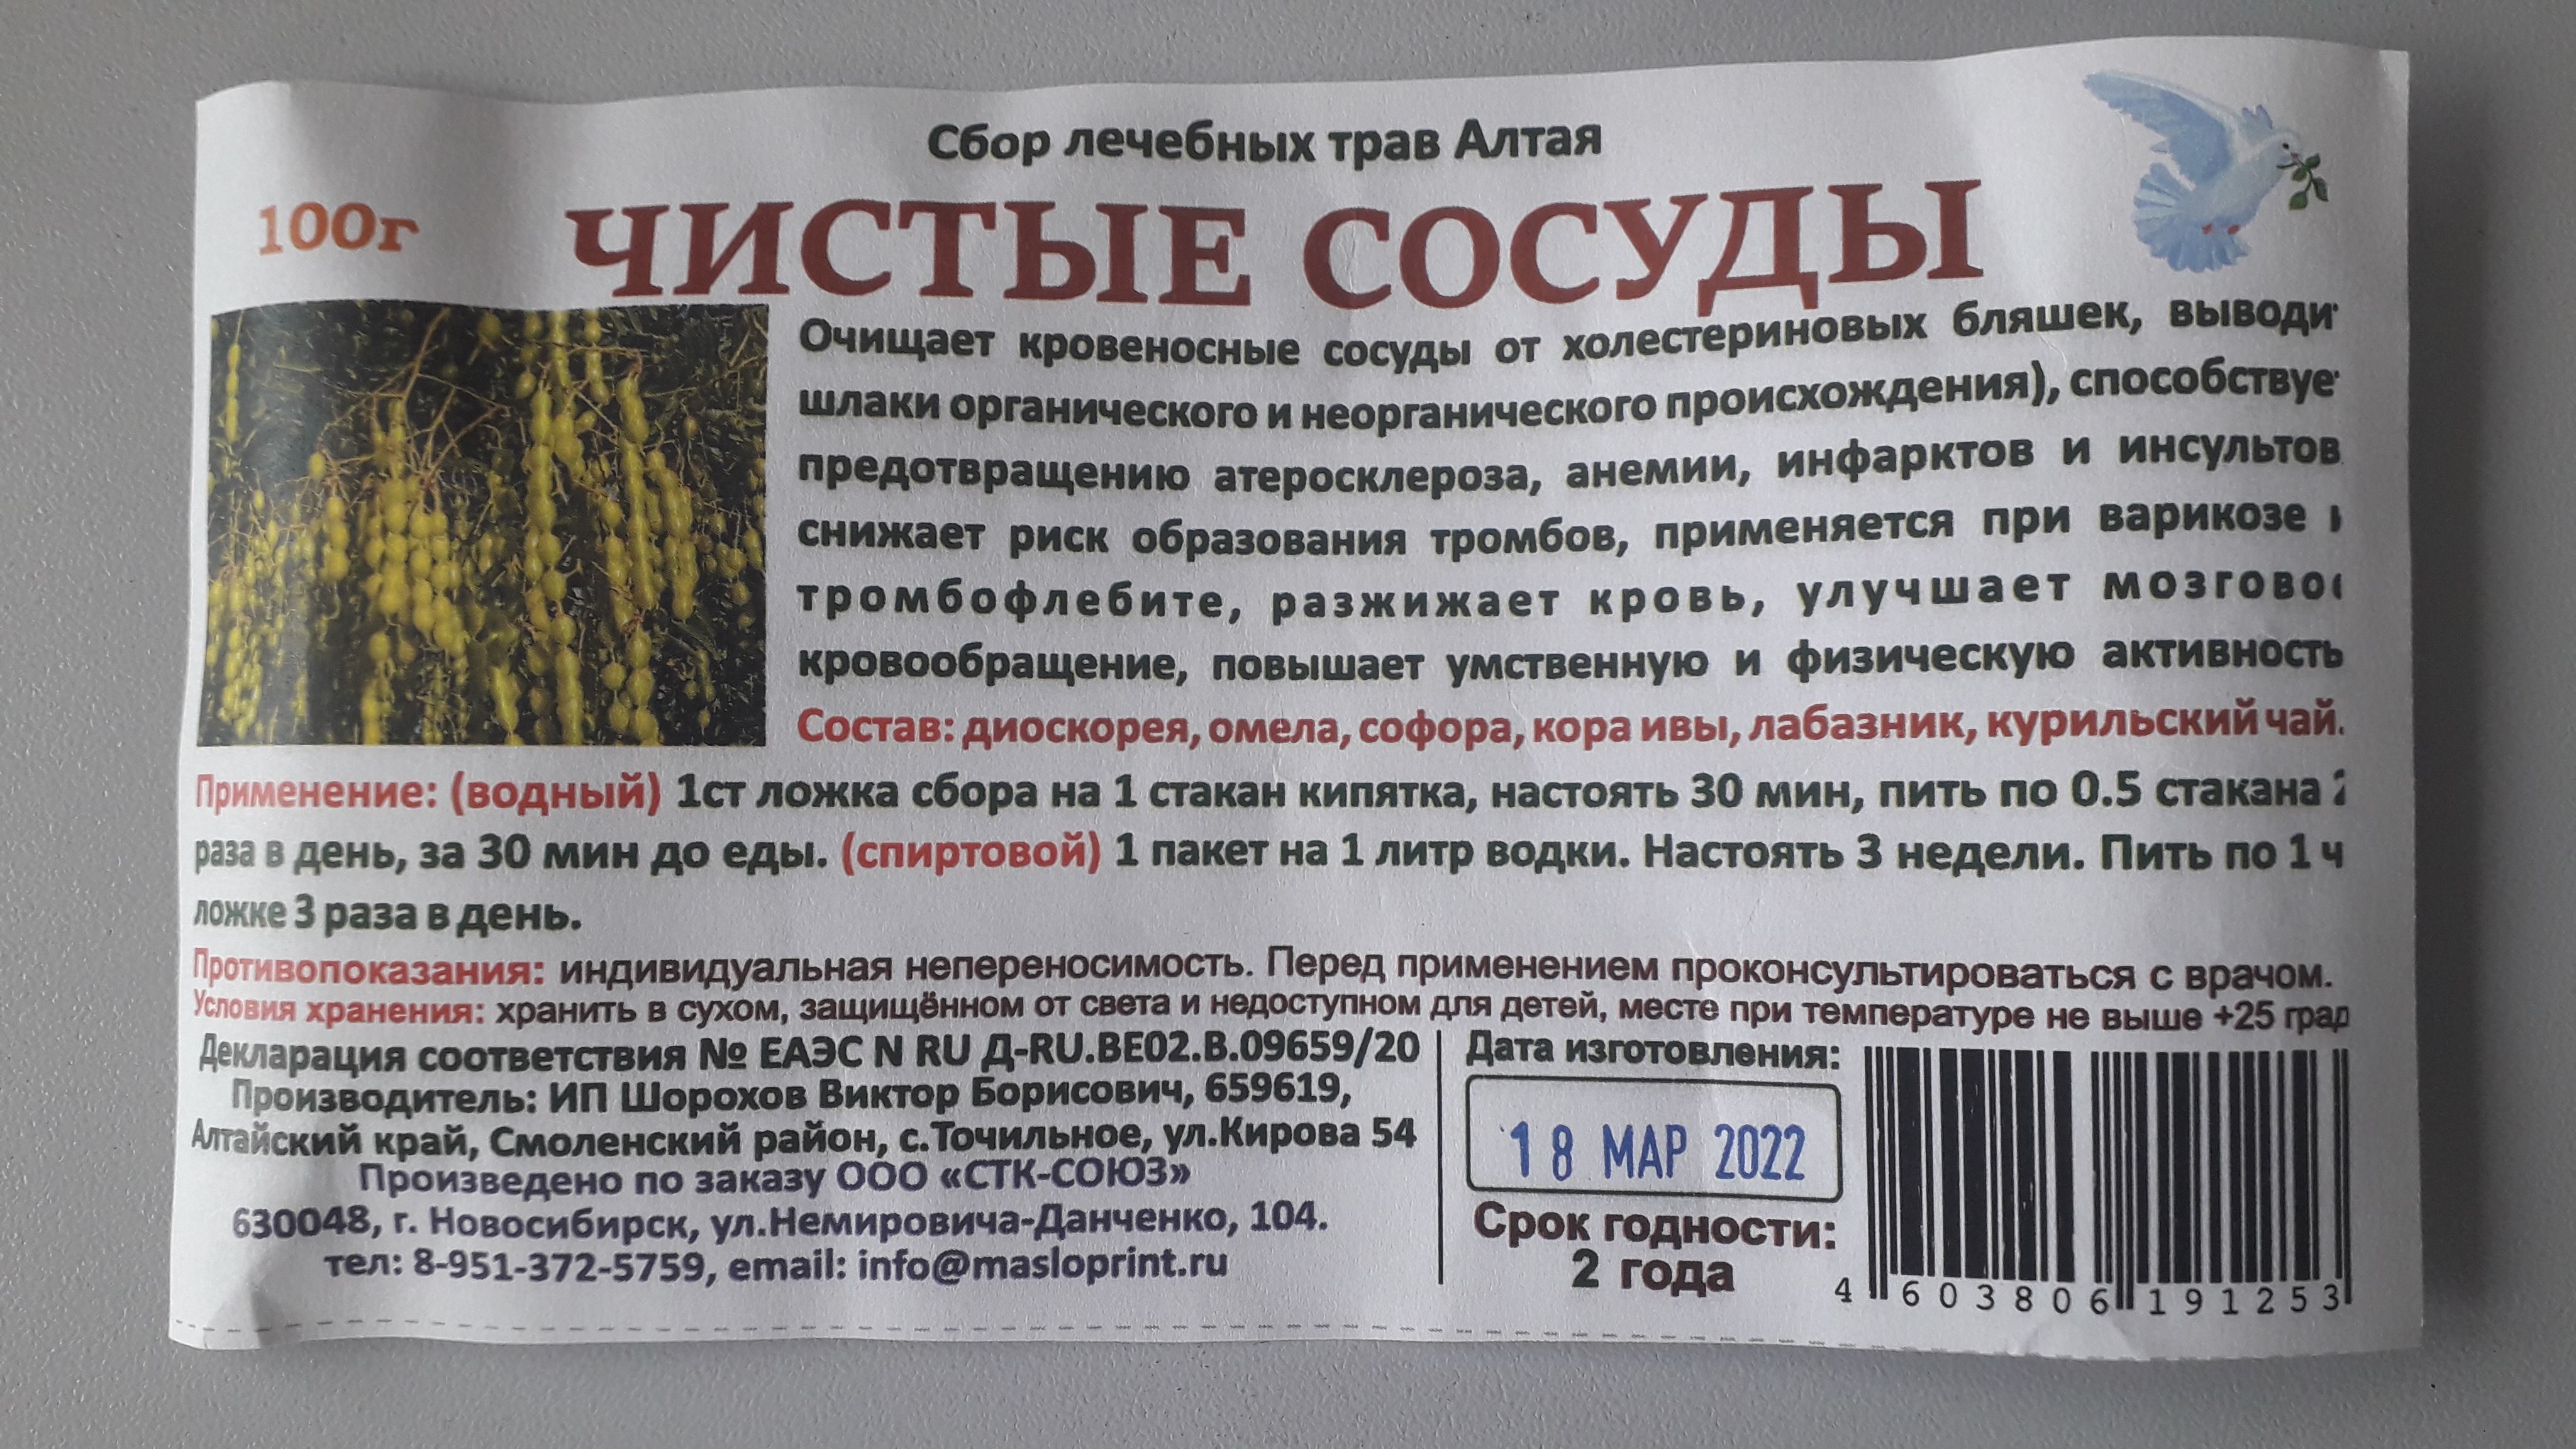 Сбор лечебных трав Алтая
100г
ЧИСТЫЕ СОСУДЫ
Очищает кровеносные сосуды от холестериновых бляшек, выводи
шлаки органического и неорганического происхождения), способствуе
предотвращению атеросклероза, анемии, инфарктов и инсультов
снижает риск образования тромбов, применяется при варикозе
тромбофлебите, разжижает кровь, улучшает мозгово
кровообращение, повышает умственную и физическую активность
Состав: диоскорея, омела, софора, кора ивы, лабазник, курильский чай.
Применение: (водный) 1ст ложка сбора на 1 стакан кипятка, настоять 30 мин, пить по 0.5 стакана
раза в день, за 30 мин до еды. (спиртовой) 1 пакет на 1 литр водки. Настоять 3 недели. Пить по 1 ч
ложке 3 раза в день.
Противопоказания: индивидуальная непереносимость. Перед применением проконсультироваться с врачом.
Условия хранения: хранить в сухом, защищённом от света и недоступном для детей, месте при температуре не выше +25 град
Декларация соответствия № ЕАЭС N RU Д-RU.BE02.B.09659/20
Производитель: ИП Шорохов Виктор Борисович, 659619,
Алтайский край, Смоленский район, с.Точильное, ул.Кирова 54
Произведено по заказу ООО «СТК-СОЮЗ»
630048, г. Новосибирск, ул.Немировича-Данченко, 104.
тел: 8-951-372-5759, email: info@masloprint.ru
Дата изготовления:
18 МАР 2022
Срок годности:
2 года
4 603806 191253